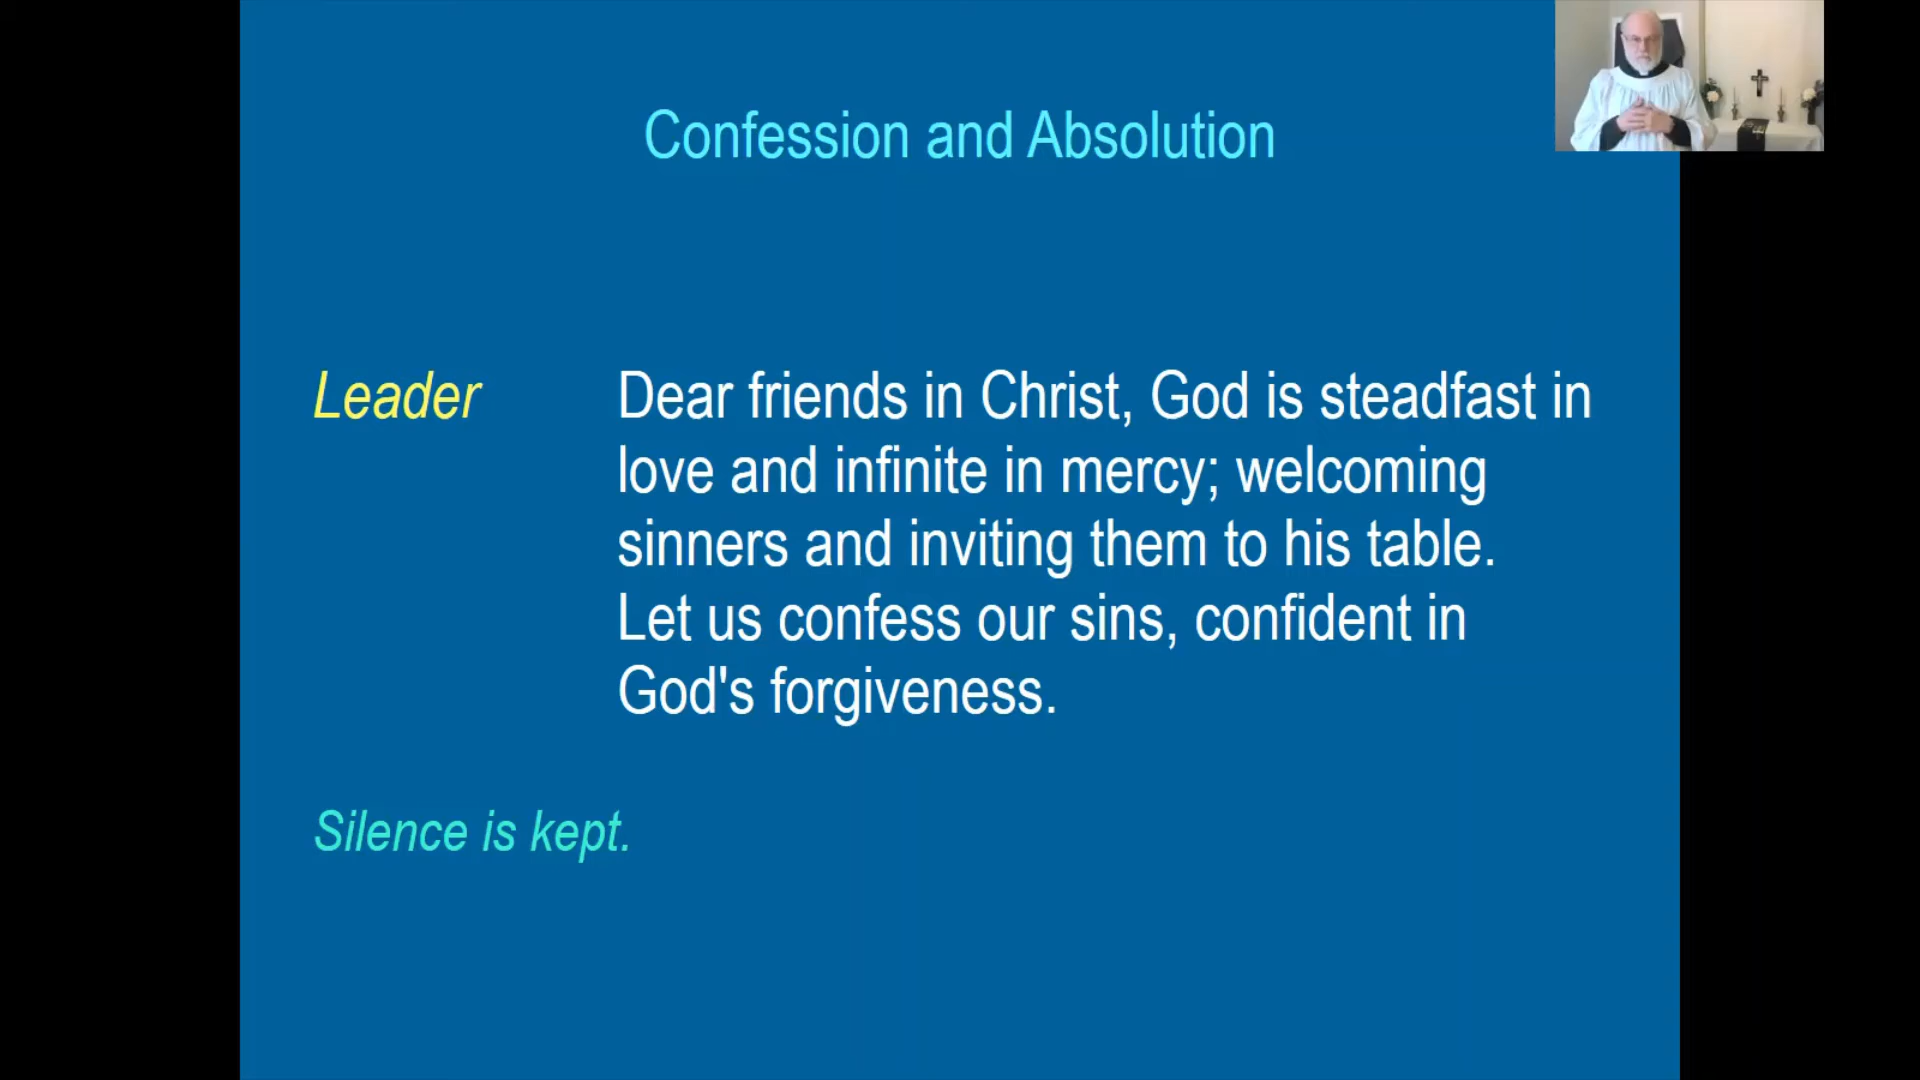 Confession and Absolution
Leader
Dear friends in Christ, God is steadfast in
love and infinite in mercy; welcoming
sinners and inviting them to his table.
Let us confess our sins, confident in
God's forgiveness.
Silence is kept.